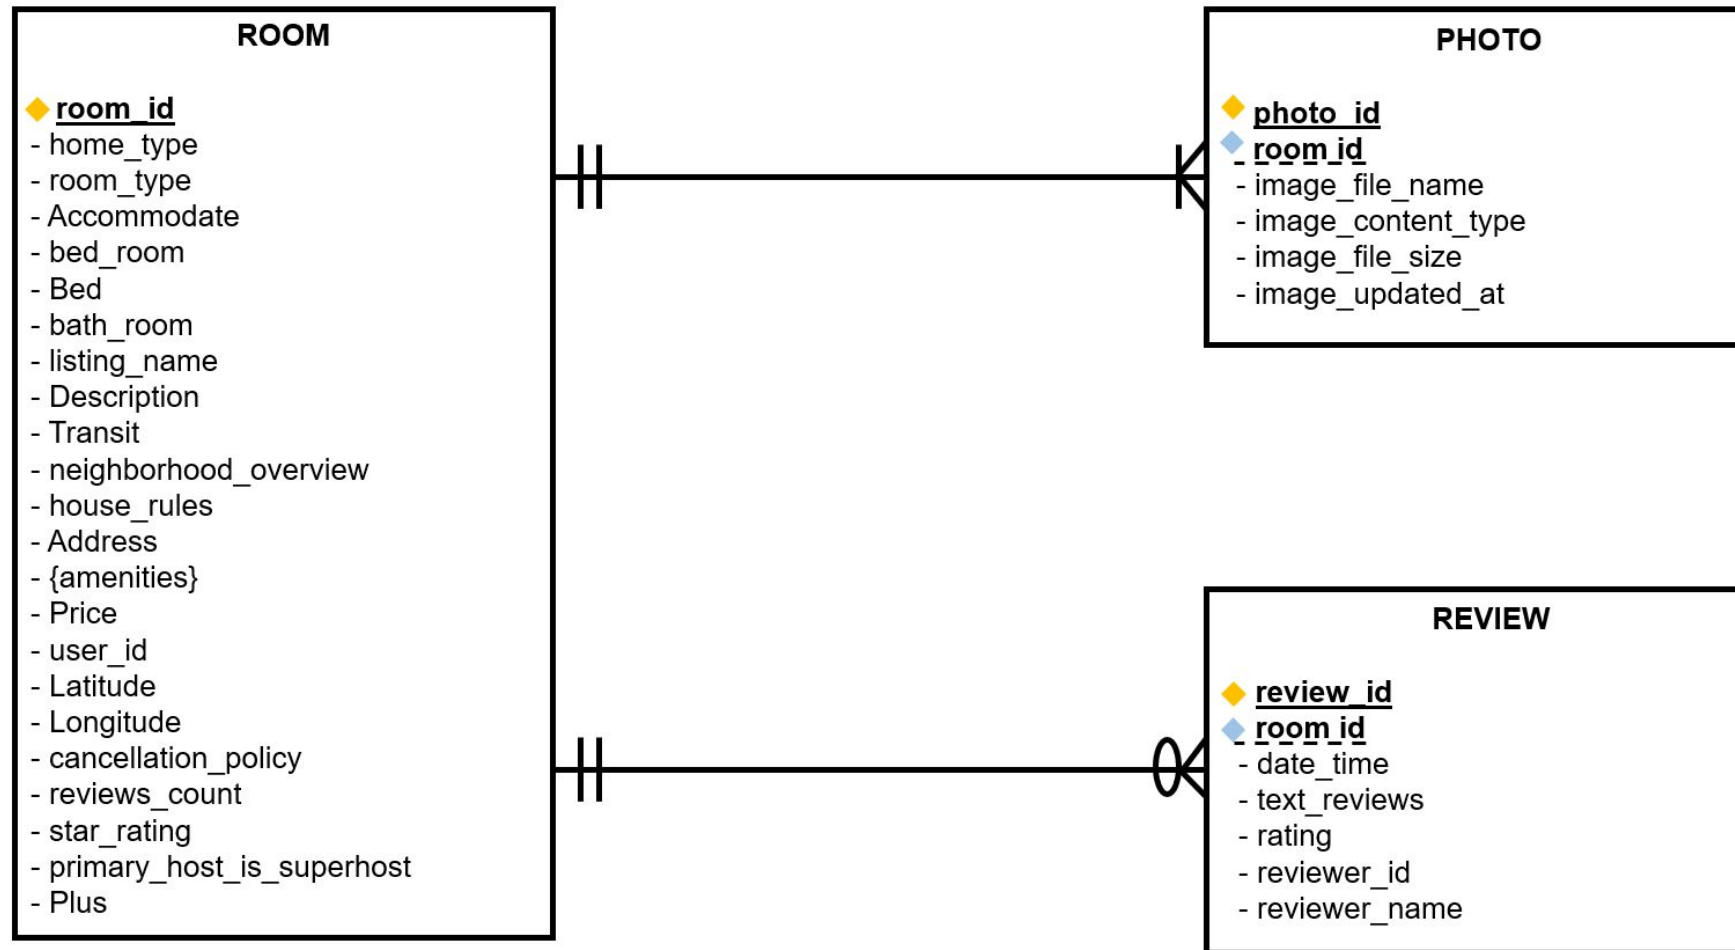 ROOM
room_id
- home_type
- room_type
- Accommodate
- bed_room
- Bed
- bath_room
- listing_name
- Description
- Transit
- neighborhood_overview
- house_rules
- Address
- {amenities}
- Price
- user_id
- Latitude
- Longitude
- cancellation_policy
- reviews_count
- star_rating
- primary_host_is_superhost
- Plus
PHOTO
photo_id
room_id
- image_file_name
- image_content_type
- image_file_size
- image_updated_at
REVIEW
review_id
room_id
- date_time
- text_reviews
- rating
- reviewer_id
- reviewer_name